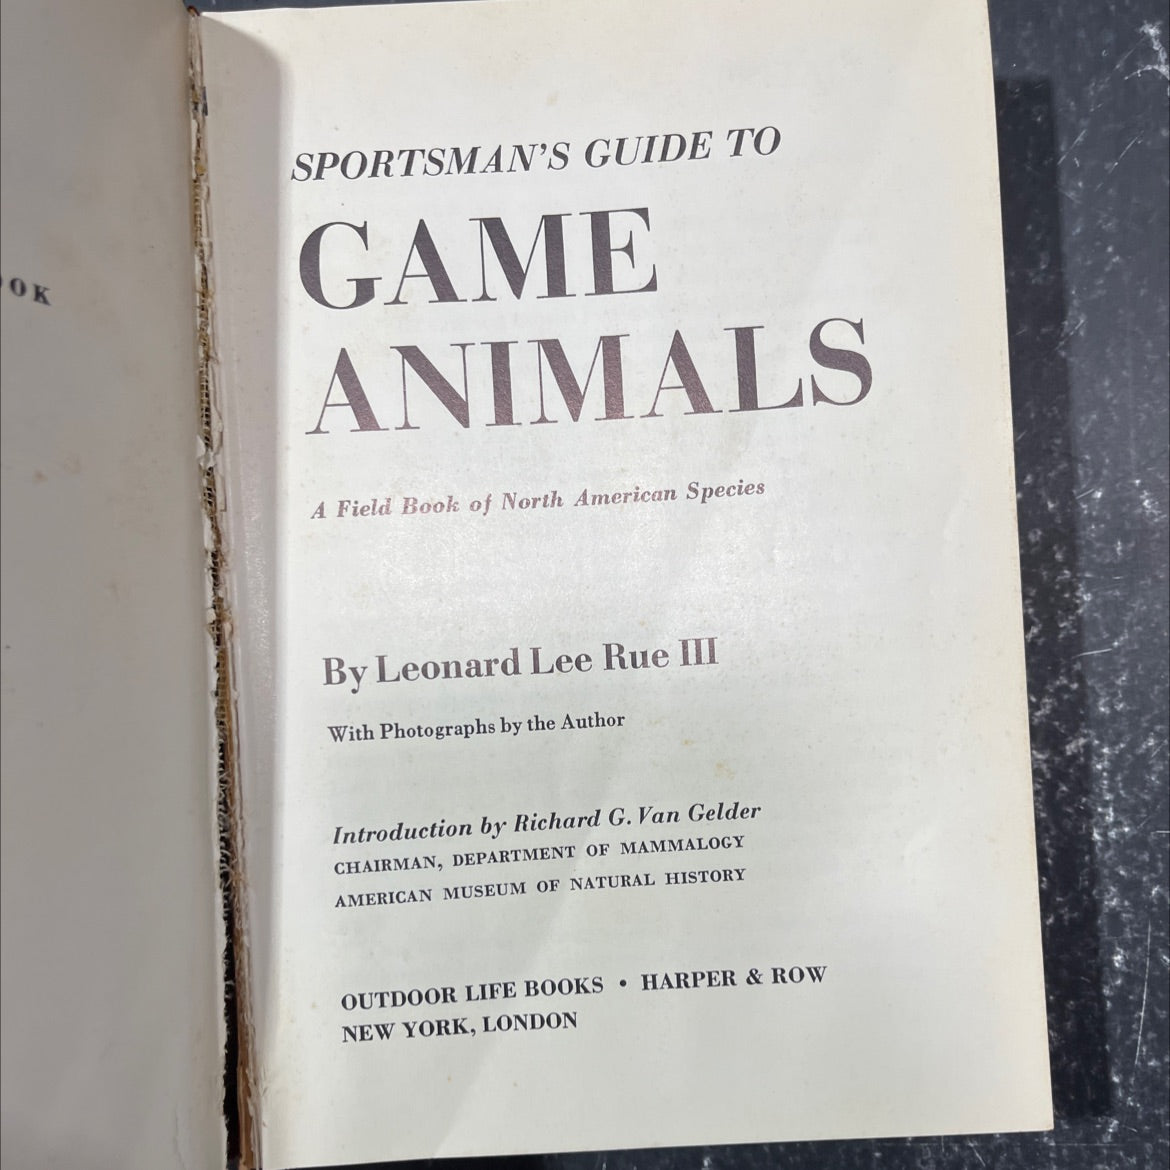 SPORTSMAN'S GUIDE TO
GAME
ANIMALS
A Field Book of North American Species
By Leonard Lee Rue III
With Photographs by the Author
Introduction by Richard G. Van Gelder
CHAIRMAN, DEPARTMENT OF MAMMALOGY
AMERICAN MUSEUM OF NATURAL HISTORY
OUTDOOR LIFE BOOKS • HARPER & ROW
NEW YORK, LONDON